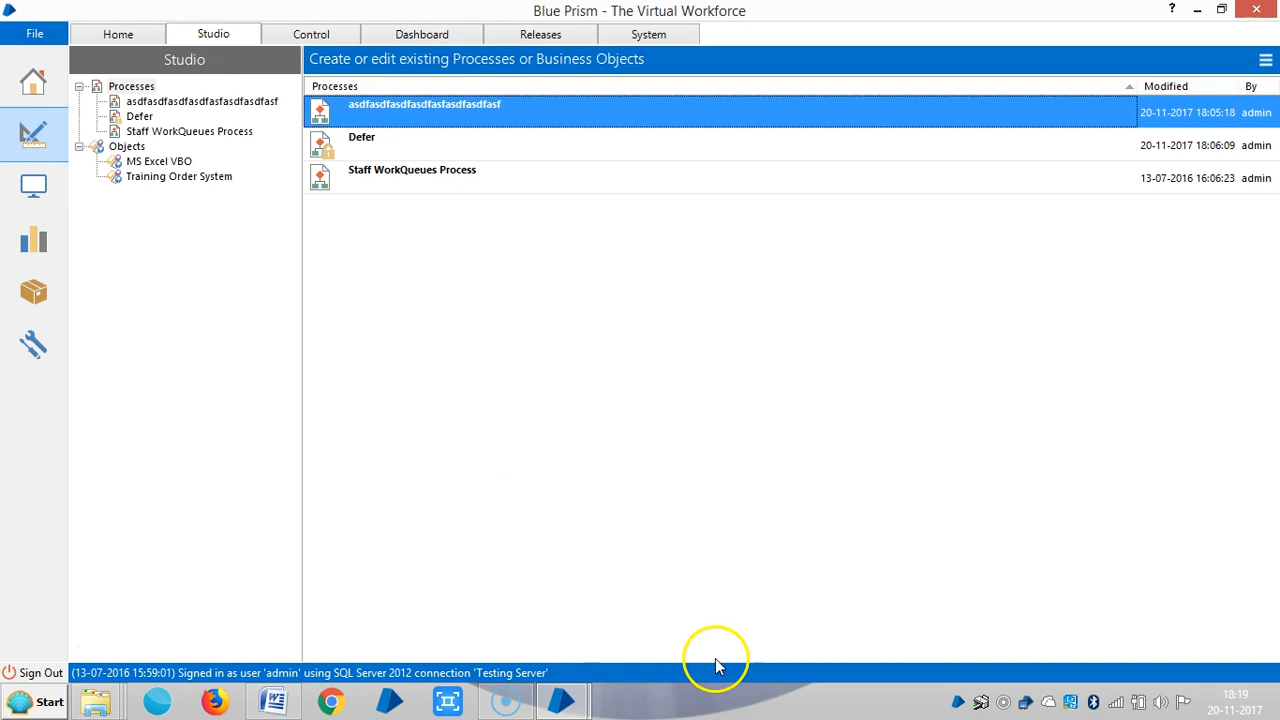 Blue Prism - The Virtual Workforce
?
File
Home
Studio
Control
Dashboard
Releases
System
Studio
Create or edit existing Processes or Business Objects
Processes
asdfasdfasdfasdfasfasdfasdfasf
Defer
Staff WorkQueues Process
Objects
MS Excel VBO
Training Order System
Processes
Modified
By
asdfasdfasdfasdfasfasdfasdfasf
20-11-2017 18:05:18
admin
Defer
20-11-2017 18:06:09
admin
Staff WorkQueues Process
13-07-2016 16:06:23
admin
Sign Out
(13-07-2016 15:59:01) Signed in as user 'admin' using SQL Server 2012 connection 'Testing Server'
Start
18:19
20-11-2017